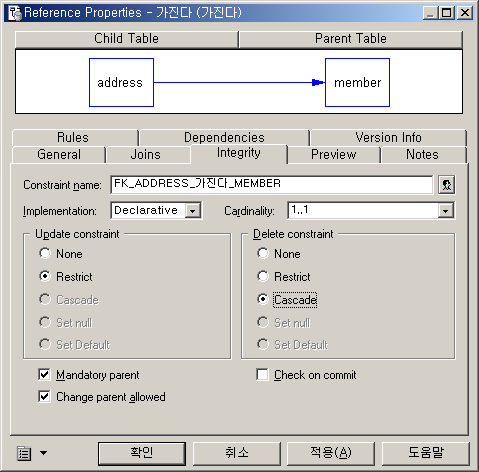 Reference Properties - 가진다 (가진다)
Child Table Parent Table
address member
Rules Dependencies Version Info
General Joins Integrity Preview Notes
Constraint name: FK_ADDRESS_가진다_MEMBER
Implementation: Declarative Cardinality: 1..1
Update constraint Delete constraint
None None
Restrict Restrict
Cascade Cascade
Set null Set null
Set Default Set Default
Mandatory parent Check on commit
Change parent allowed
확인 취소 적용(A) 도움말